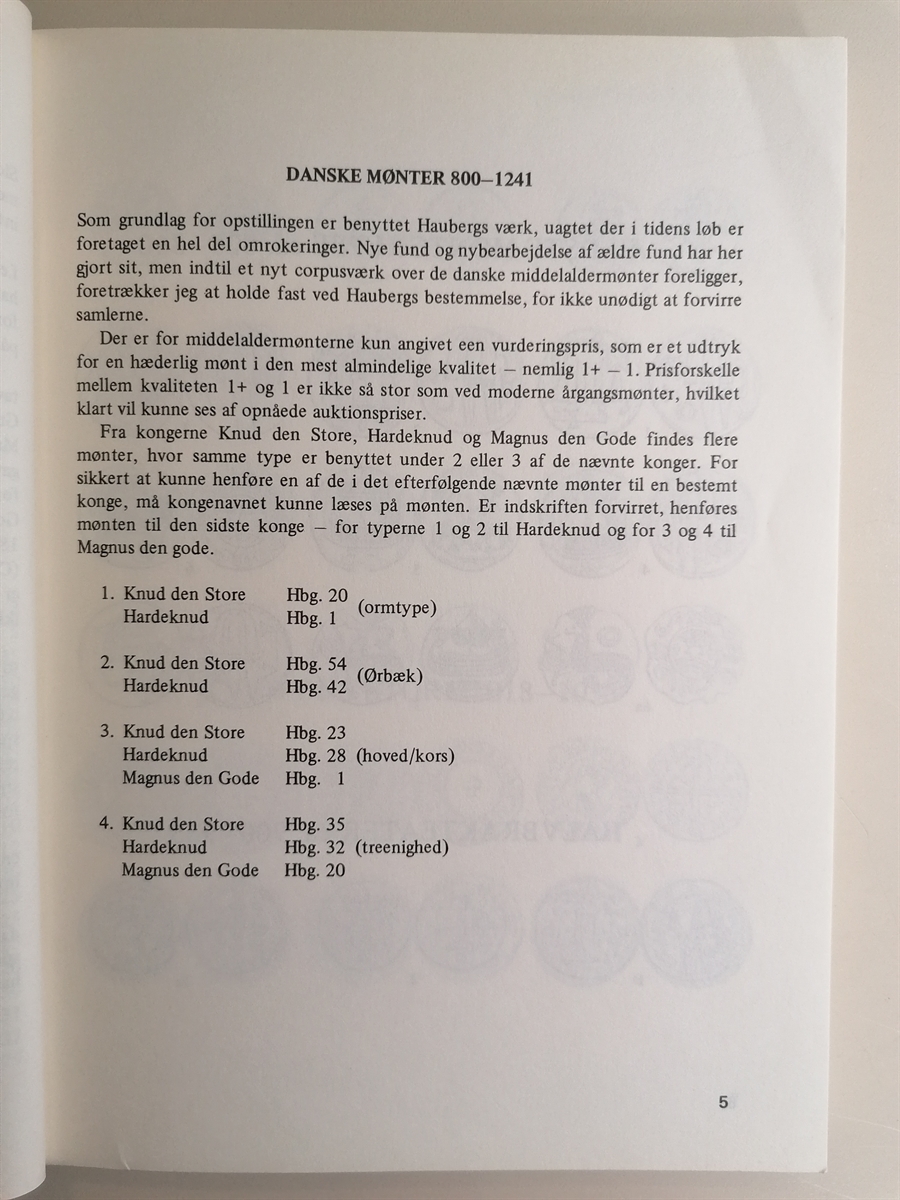 DANSKE MØNTER 800–1241
Som grundlag for opstillingen er benyttet Haubergs værk, uagtet der i tidens løb er
foretaget en hel del omrokeringer. Nye fund og nybearbejdelse af ældre fund har her
gjort sit, men indtil et nyt corpusværk over de danske middelaldermønter foreligger,
foretrækker jeg at holde fast ved Haubergs bestemmelse, for ikke unødigt at forvirre
samlerne.
Der er for middelaldermønterne kun angivet een vurderingspris, som er et udtryk
for en hæderlig mønt i den mest almindelige kvalitet – nemlig 1+ – 1. Prisforskelle
mellem kvaliteten 1+ og 1 er ikke så stor som ved moderne årgangsmønter, hvilket
klart vil kunne ses af opnåede auktionspriser.
Fra kongerne Knud den Store, Hardeknud og Magnus den Gode findes flere
mønter, hvor samme type er benyttet under 2 eller 3 af de nævnte konger. For
sikkert at kunne henføre en af de i det efterfølgende nævnte mønter til en bestemt
konge, må kongenavnet kunne læses på mønten. Er indskriften forvirret, henføres
mønten til den sidste konge – for typerne 1 og 2 til Hardeknud og for 3 og 4 til
Magnus den gode.
1. Knud den Store Hbg. 20
(ormtype)
Hardeknud Hbg. 1
2. Knud den Store Hbg. 54
(Ørbæk)
Hardeknud Hbg. 42
3. Knud den Store Hbg. 23
Hardeknud Hbg. 28 (hoved/kors)
Magnus den Gode Hbg. 1
4. Knud den Store Hbg. 35
Hardeknud Hbg. 32 (treenighed)
Magnus den Gode Hbg. 20
5